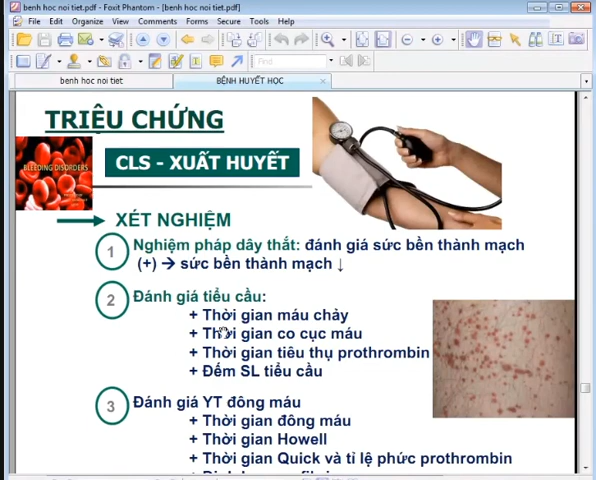 benh hoc noi tiet.pdf - Foxit Phantom - [benh hoc noi tiet.pdf]
File Edit Organize View Comments Forms Secure Tools Help
Find
benh hoc noi tiet
BỆNH HUYẾT HỌC
TRIỆU CHỨNG
BLEEDING DISORDERS
CLS - XUẤT HUYẾT
XÉT NGHIỆM
1 Nghiệm pháp dây thắt: đánh giá sức bền thành mạch
(+) → sức bền thành mạch ↓
2 Đánh giá tiểu cầu:
+ Thời gian máu chảy
+ Thời gian co cục máu
+ Thời gian tiêu thụ prothrombin
+ Đếm SL tiểu cầu
3 Đánh giá YT đông máu
+ Thời gian đông máu
+ Thời gian Howell
+ Thời gian Quick và tỉ lệ phức prothrombin